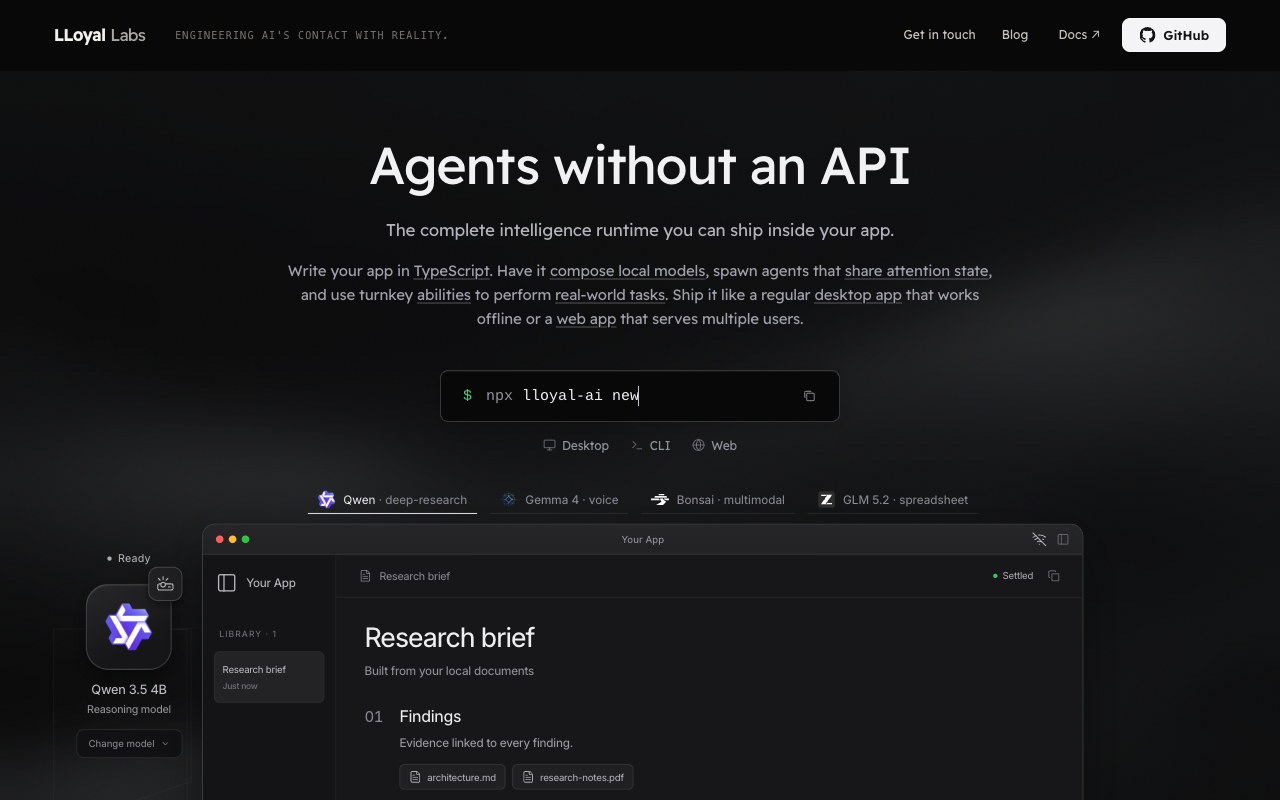 LLoyal Labs
ENGINEERING AI'S CONTACT WITH REALITY.
Get in touch
Blog
Docs ↗
GitHub
Agents without an API
The complete intelligence runtime you can ship inside your app.
Write your app in TypeScript. Have it compose local models, spawn agents that share attention state,
and use turnkey abilities to perform real-world tasks. Ship it like a regular desktop app that works
offline or a web app that serves multiple users.
$ npx lloyal-ai new
Desktop
CLI
Web
Qwen · deep-research
Gemma 4 · voice
Bonsai · multimodal
GLM 5.2 · spreadsheet
Your App
Ready
Qwen 3.5 4B
Reasoning model
Change model
Your App
LIBRARY · 1
Research brief
Just now
Research brief
Settled
Research brief
Built from your local documents
01 Findings
Evidence linked to every finding.
architecture.md
research-notes.pdf